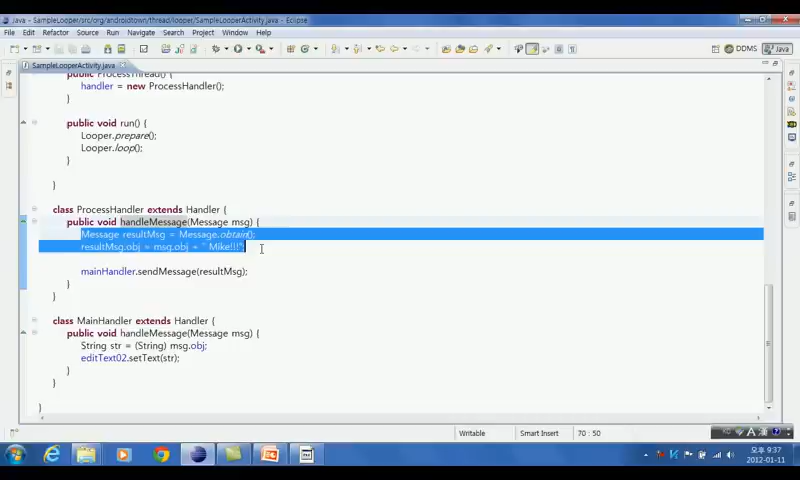 Java - SampleLooper/src/org/androidtown/thread/looper/SampleLooperActivity.java - Eclipse
File Edit Refactor Source Navigate Search Project Run Window Help
DDMS Java
SampleLooperActivity.java
public ProcessThread() {
handler = new ProcessHandler();
}
public void run() {
Looper.prepare();
Looper.loop();
}
}
class ProcessHandler extends Handler {
public void handleMessage(Message msg) {
Message resultMsg = Message.obtain();
resultMsg.obj = msg.obj + " Mike!!!";
mainHandler.sendMessage(resultMsg);
}
}
class MainHandler extends Handler {
public void handleMessage(Message msg) {
String str = (String) msg.obj;
editText02.setText(str);
}
}
}
Writable Smart Insert 70 : 50
A 漢
오후 9:37
2012-01-11